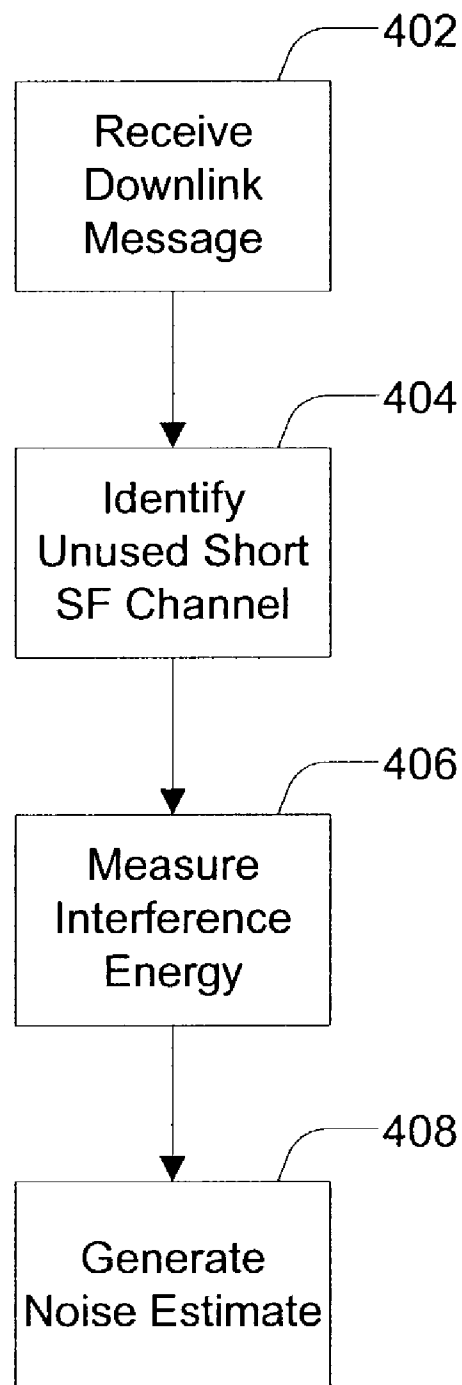 402
Receive
Downlink
Message
404
Identify
Unused Short
SF Channel
406
Measure
Interference
Energy
408
Generate
Noise Estimate